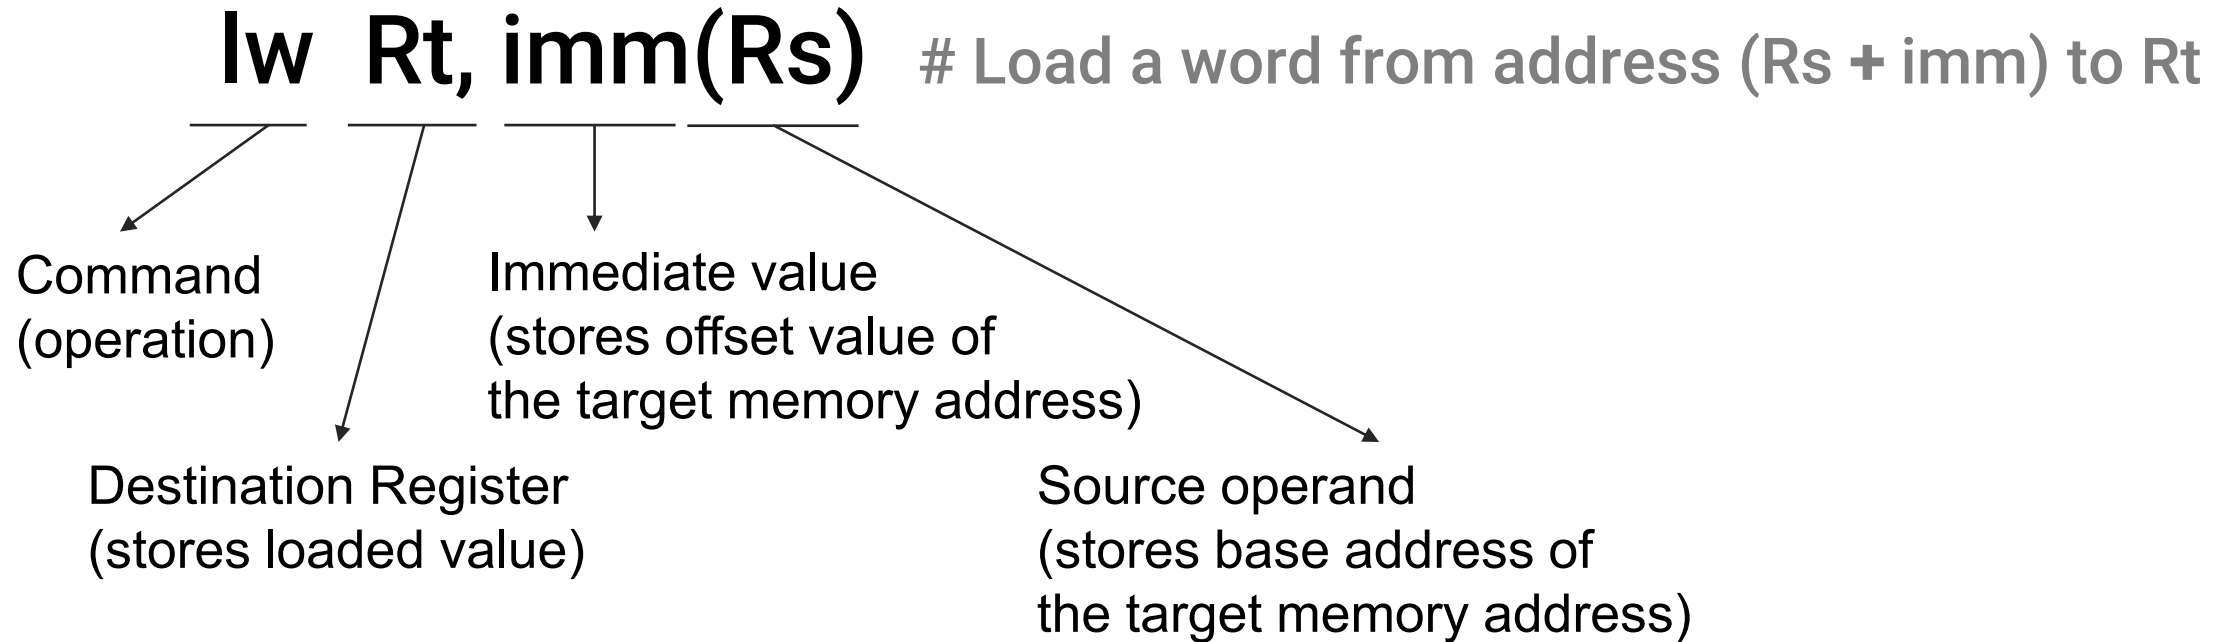 lw Rt, imm(Rs) # Load a word from address (Rs + imm) to Rt
Command
(operation)
Immediate value
(stores offset value of
the target memory address)
Destination Register
(stores loaded value)
Source operand
(stores base address of
the target memory address)